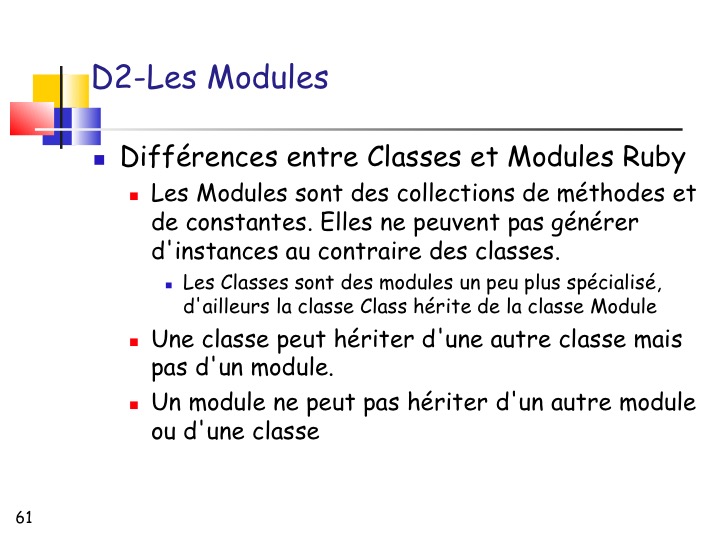 D2-Les Modules
Différences entre Classes et Modules Ruby
Les Modules sont des collections de méthodes et
de constantes. Elles ne peuvent pas générer
d'instances au contraire des classes.
Les Classes sont des modules un peu plus spécialisé,
d'ailleurs la classe Class hérite de la classe Module
Une classe peut hériter d'une autre classe mais
pas d'un module.
Un module ne peut pas hériter d'un autre module
ou d'une classe
61